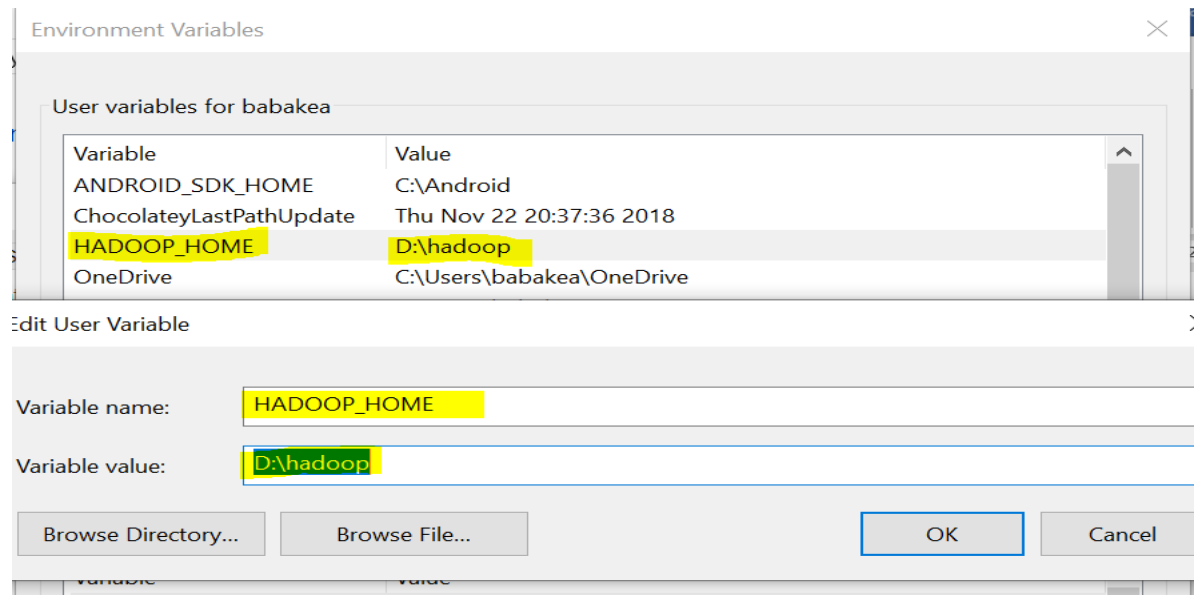 Environment Variables
User variables for babakea
Variable Value
ANDROID_SDK_HOME C:\Android
ChocolateyLastPathUpdate Thu Nov 22 20:37:36 2018
HADOOP_HOME D:\hadoop
OneDrive C:\Users\babakea\OneDrive
Edit User Variable
Variable name: HADOOP_HOME
Variable value: D:\hadoop
Browse Directory... Browse File... OK Cancel
Variable Value